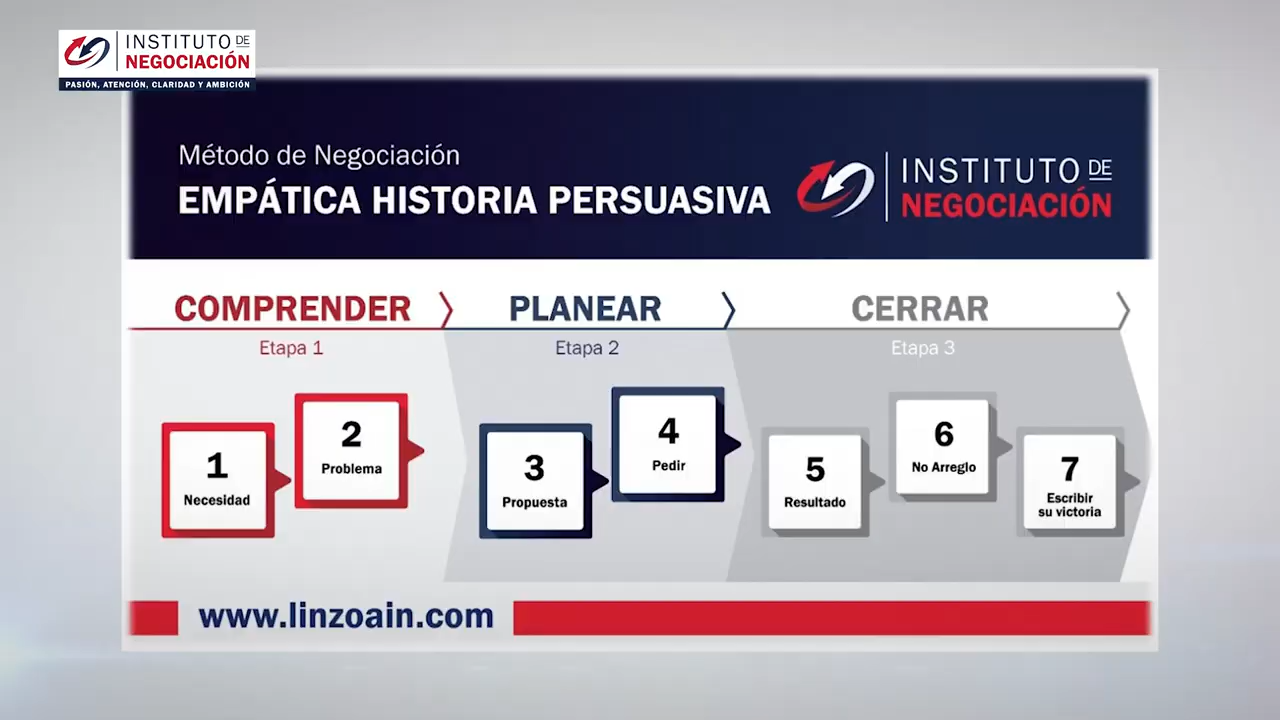 INSTITUTO DE
NEGOCIACIÓN
PASIÓN, ATENCIÓN, CLARIDAD Y AMBICIÓN
Método de Negociación
EMPÁTICA HISTORIA PERSUASIVA
INSTITUTO DE
NEGOCIACIÓN
COMPRENDER
PLANEAR
CERRAR
Etapa 1
Etapa 2
Etapa 3
1
Necesidad
2
Problema
3
Propuesta
4
Pedir
5
Resultado
6
No Arreglo
7
Escribir
su victoria
www.linzoain.com